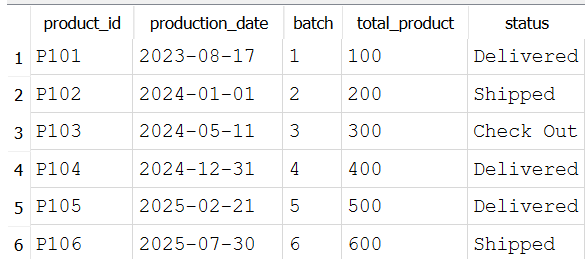 product_id production_date batch total_product status
1 P101 2023-08-17 1 100 Delivered
2 P102 2024-01-01 2 200 Shipped
3 P103 2024-05-11 3 300 Check Out
4 P104 2024-12-31 4 400 Delivered
5 P105 2025-02-21 5 500 Delivered
6 P106 2025-07-30 6 600 Shipped